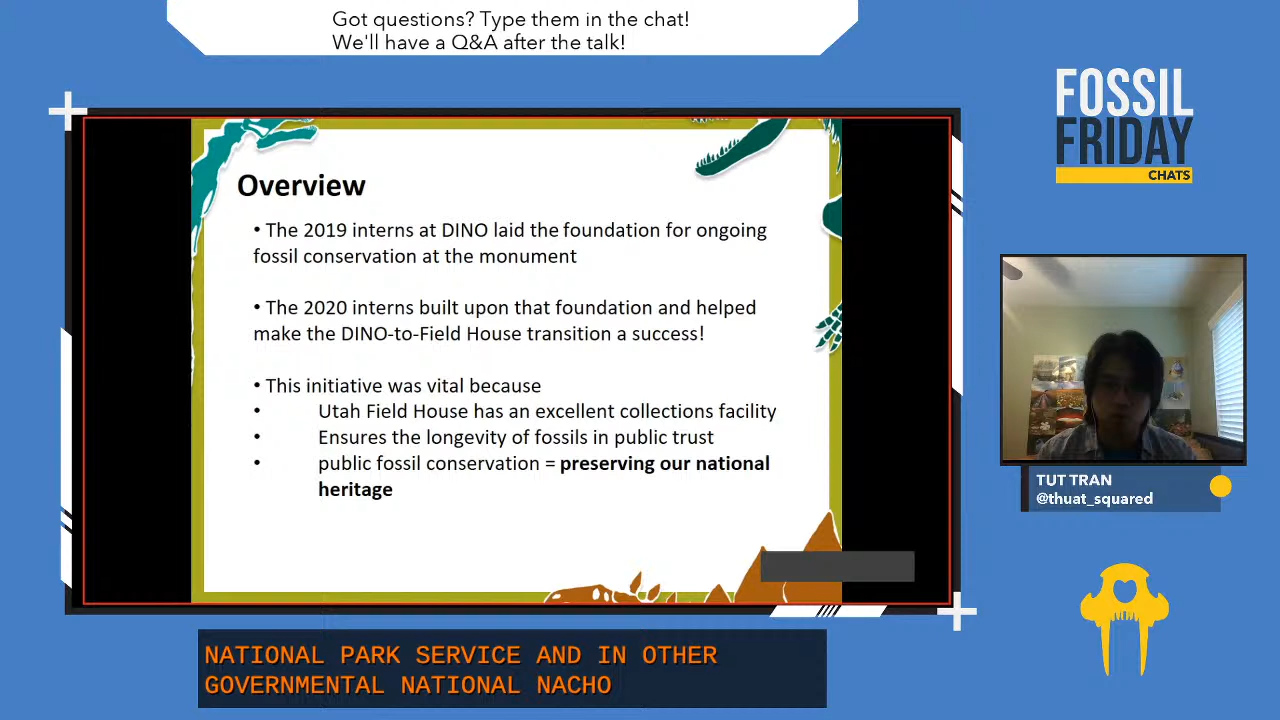 Got questions? Type them in the chat!
We'll have a Q&A after the talk!
FOSSIL
FRIDAY
CHATS
Overview
• The 2019 interns at DINO laid the foundation for ongoing
fossil conservation at the monument
• The 2020 interns built upon that foundation and helped
make the DINO-to-Field House transition a success!
• This initiative was vital because
• Utah Field House has an excellent collections facility
• Ensures the longevity of fossils in public trust
• public fossil conservation = preserving our national
heritage
TUT TRAN
@thuat_squared
NATIONAL PARK SERVICE AND IN OTHER
GOVERNMENTAL NATIONAL NACHO